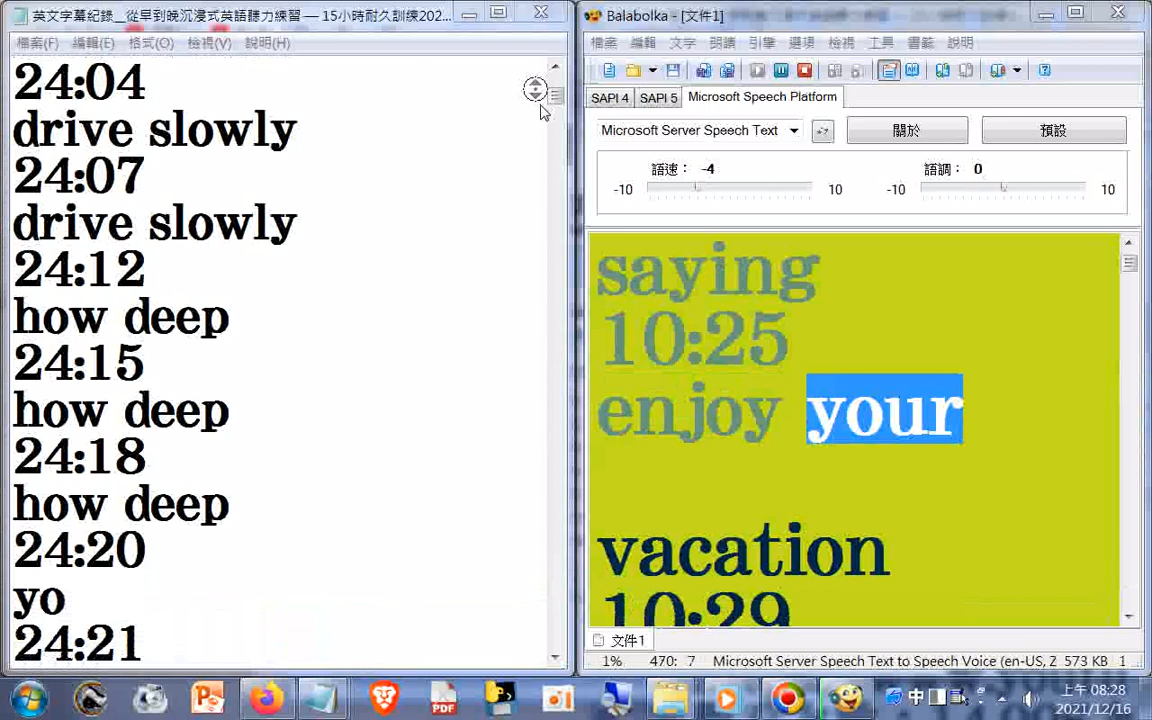 英文字幕紀錄__從早到晚沉浸式英語聽力練習 — 15小時耐久訓練202...
檔案(F) 編輯(E) 格式(O) 檢視(V) 說明(H)
24:04
drive slowly
24:07
drive slowly
24:12
how deep
24:15
how deep
24:18
how deep
24:20
yo
24:21
Balabolka - [文件1]
檔案 編輯 文字 朗讀 引擎 選項 檢視 工具 書籤 說明
SAPI 4 SAPI 5 Microsoft Speech Platform
Microsoft Server Speech Text 關於 預設
語速： -4 語調： 0
-10 10 -10 10
saying
10:25
enjoy your
vacation
10:29
文件1
1% 470: 7 Microsoft Server Speech Text to Speech Voice (en-US, 2 573 KB 1
PDF 中 上午 08:28
2021/12/16